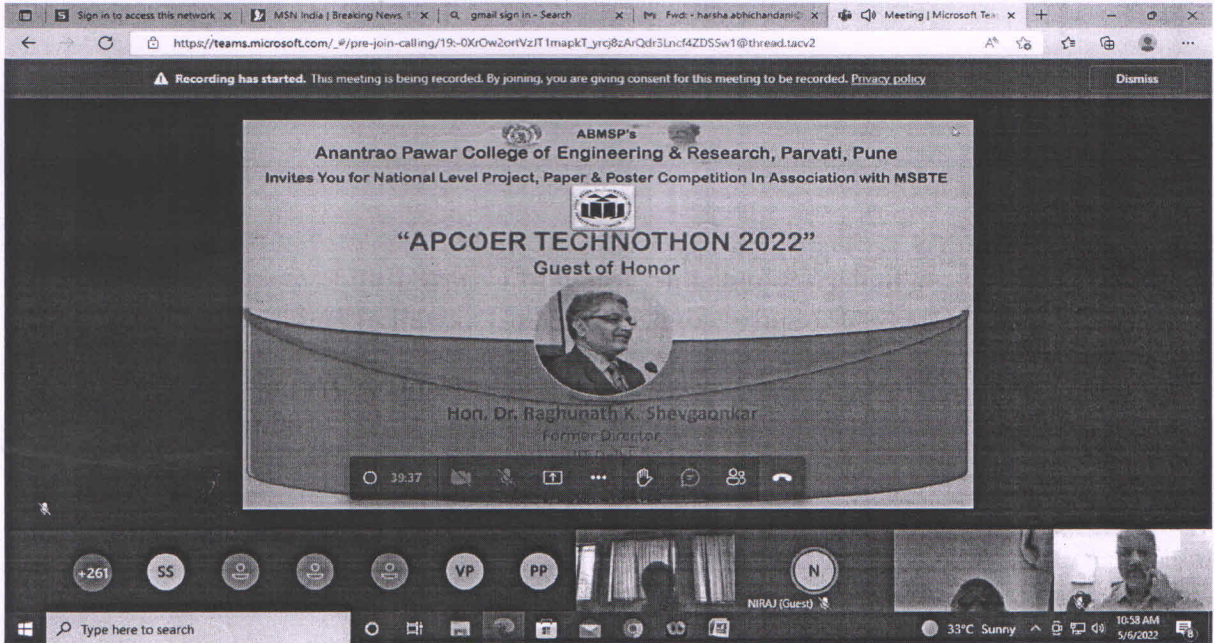 Sign in to access this network
MSN India | Breaking News,
gmail sign in - Search
Fwd: - harsha abhichandani
Meeting | Microsoft Tea
https://teams.microsoft.com/_#/pre-join-calling/
Recording has started. This meeting is being recorded. By joining, you are giving consent for this meeting to be recorded. Privacy policy
Dismiss
ABMSP's
Anantrao Pawar College of Engineering & Research, Parvati, Pune
Invites You for National Level Project, Paper & Poster Competition In Association with MSBTE
“APCOER TECHNOTHON 2022”
Guest of Honor
Hon. Dr. Raghunath K. Shevgaonkar
Former Director,
39:37
+261
SS
VP
PP
N
NIRAJ (Guest)
Type here to search
33°C Sunny
10:58 AM
5/6/2022